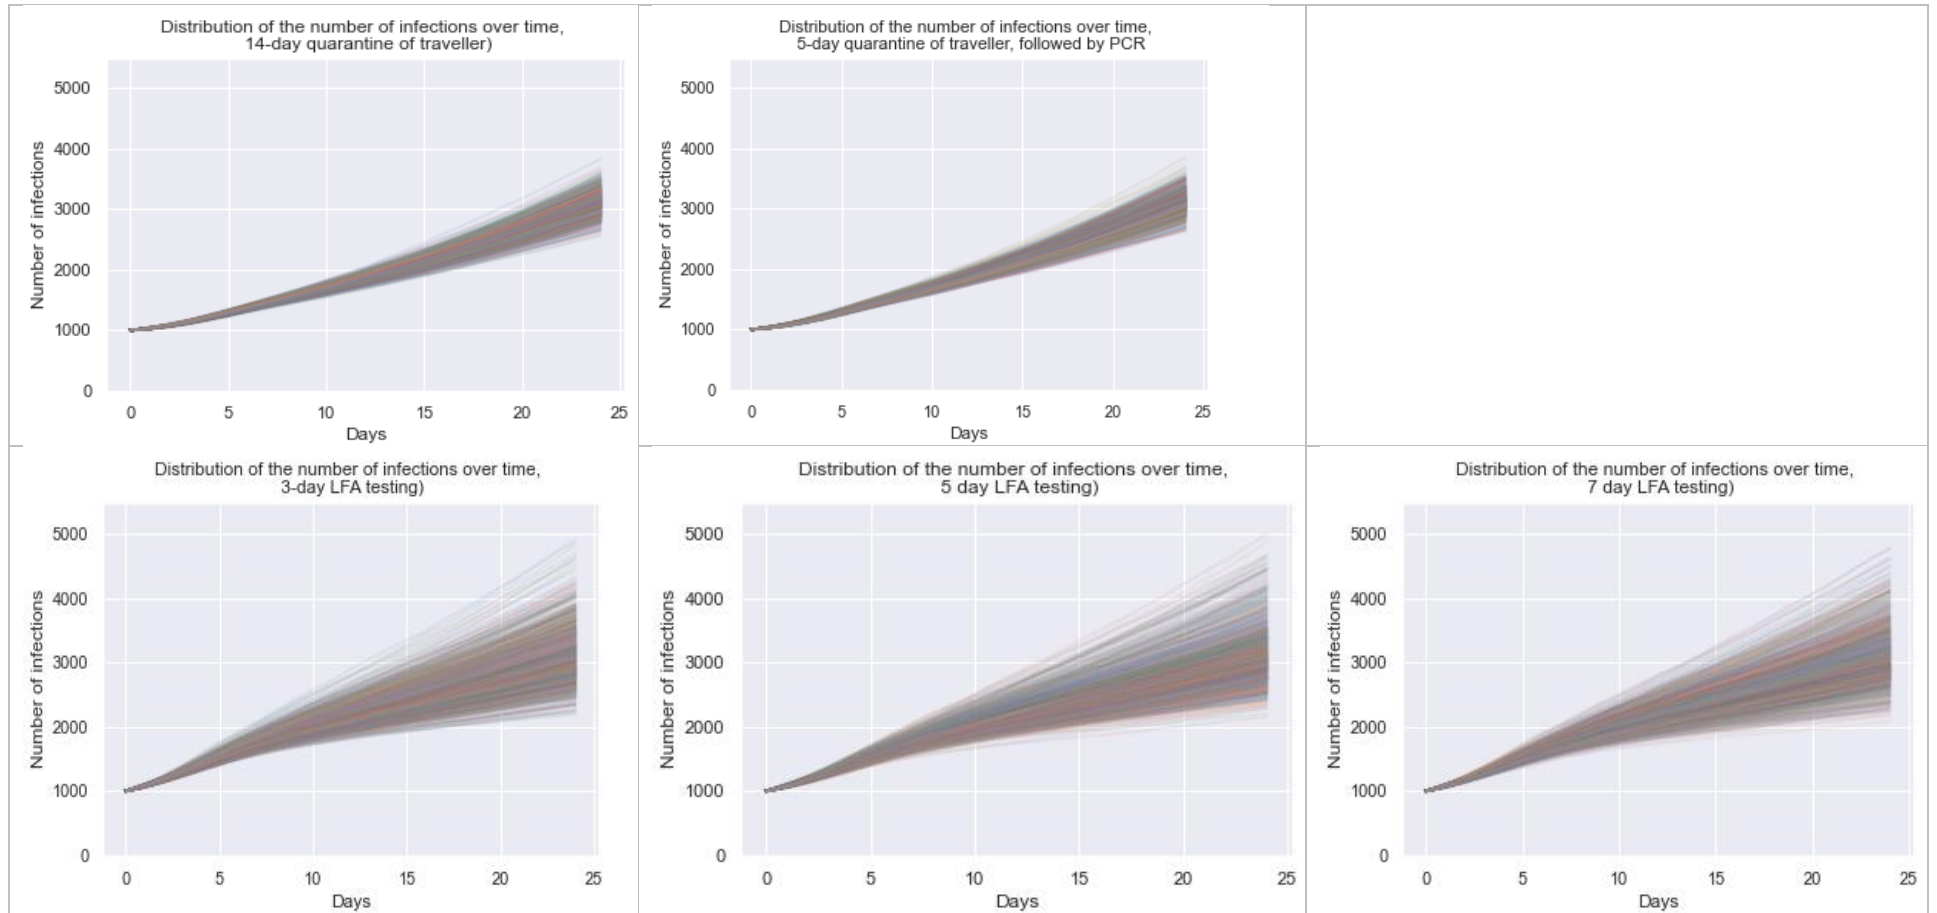 Distribution of the number of infections over time,
14-day quarantine of traveller)
Number of infections
5000
4000
3000
2000
1000
0
0 5 10 15 20 25
Days
Distribution of the number of infections over time,
5-day quarantine of traveller, followed by PCR
Number of infections
5000
4000
3000
2000
1000
0
0 5 10 15 20 25
Days
Distribution of the number of infections over time,
3-day LFA testing)
Number of infections
5000
4000
3000
2000
1000
0
0 5 10 15 20 25
Days
Distribution of the number of infections over time,
5 day LFA testing)
Number of infections
5000
4000
3000
2000
1000
0
0 5 10 15 20 25
Days
Distribution of the number of infections over time,
7 day LFA testing)
Number of infections
5000
4000
3000
2000
1000
0
0 5 10 15 20 25
Days